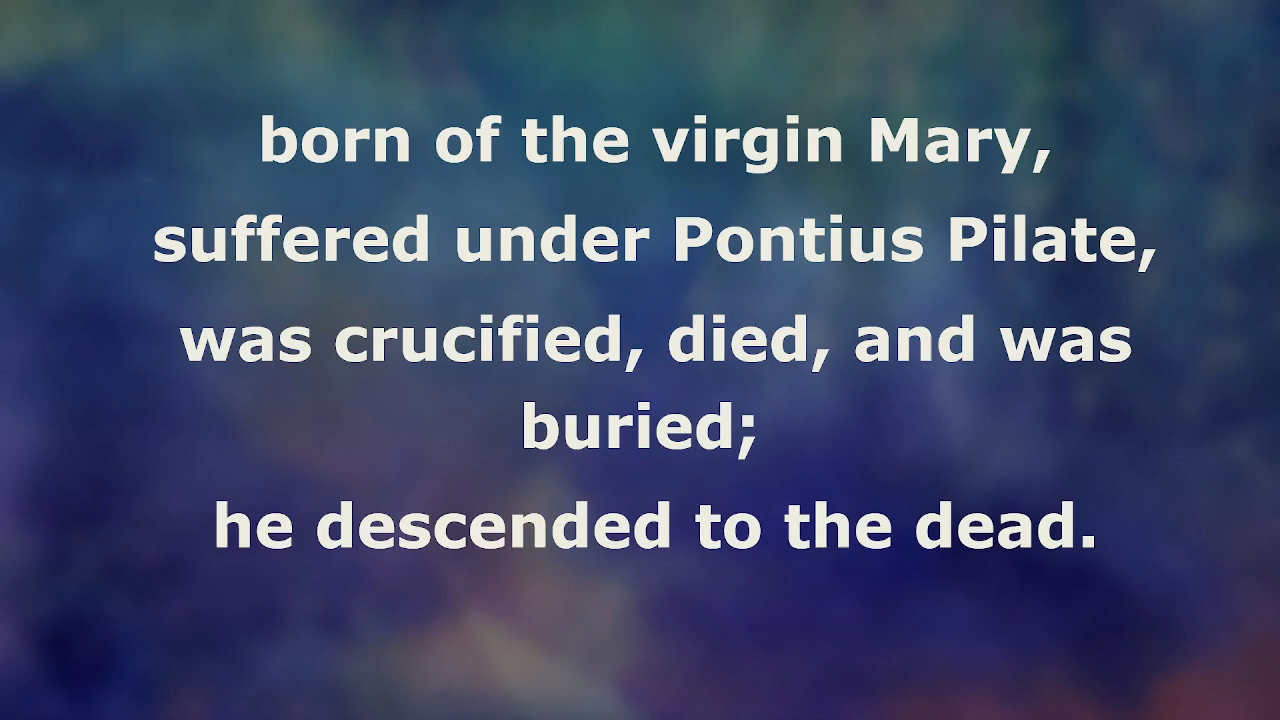 born of the virgin Mary,
suffered under Pontius Pilate,
was crucified, died, and was
buried;
he descended to the dead.